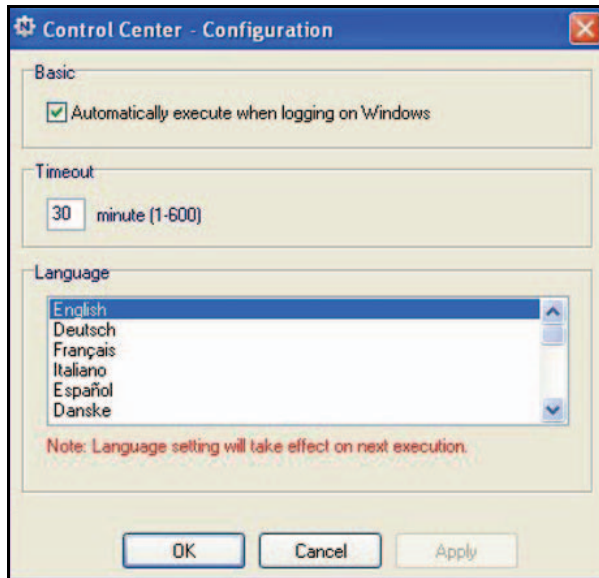 Control Center - Configuration
Basic
Automatically execute when logging on Windows
Timeout
30 minute (1-600)
Language
English
Deutsch
Français
Italiano
Español
Danske
Note: Language setting will take effect on next execution.
OK Cancel Apply